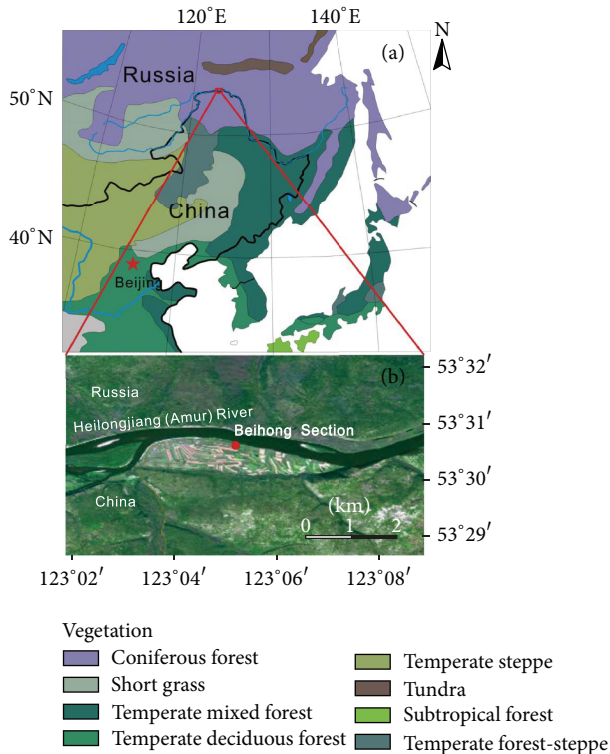 120°E 140°E N
(a)
Russia
50°N
China
40°N
Beijing
(b)
53°32′
Russia
53°31′
Heilongjiang (Amur) River
Beihong Section
53°30′
China
(km)
0 1 2
53°29′
123°02′ 123°04′ 123°06′ 123°08′
Vegetation
Coniferous forest
Short grass
Temperate mixed forest
Temperate deciduous forest
Temperate steppe
Tundra
Subtropical forest
Temperate forest-steppe